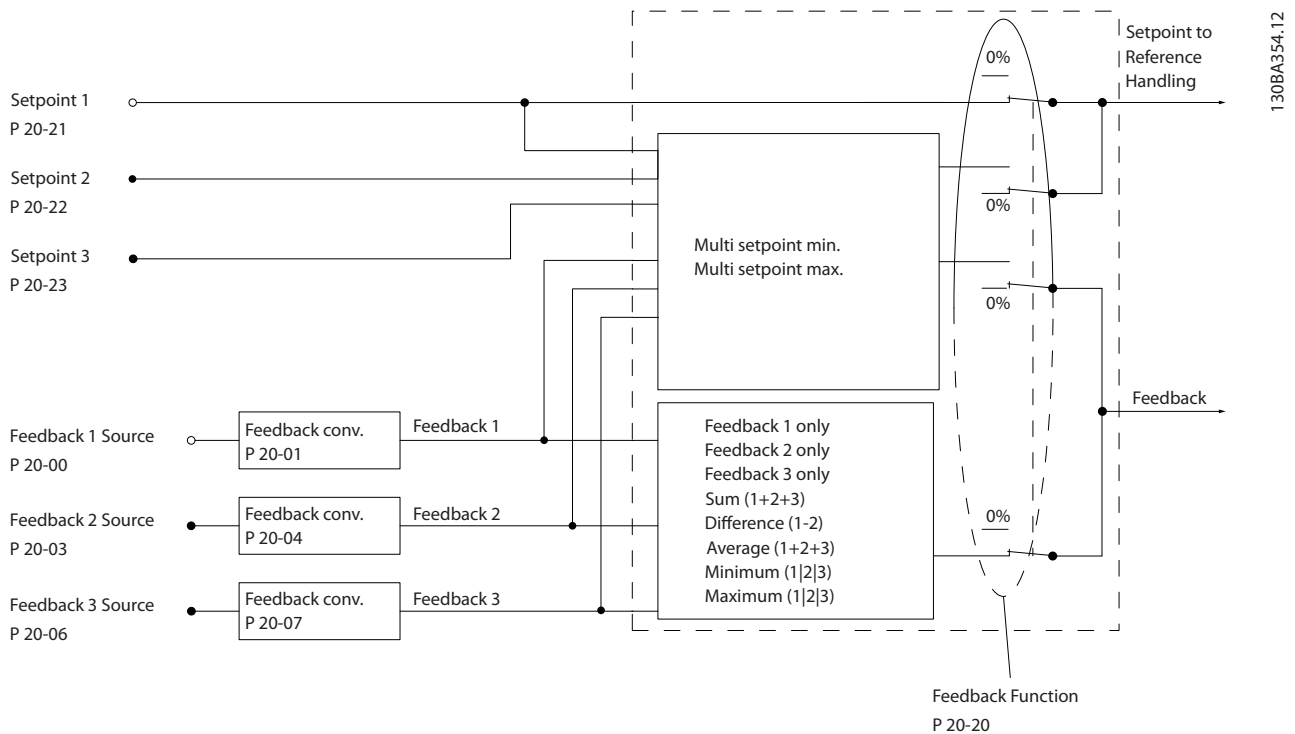 Setpoint 1
P 20-21
Setpoint 2
P 20-22
Setpoint 3
P 20-23
Feedback 1 Source
P 20-00
Feedback conv.
P 20-01
Feedback 1
Feedback 2 Source
P 20-03
Feedback conv.
P 20-04
Feedback 2
Feedback 3 Source
P 20-06
Feedback conv.
P 20-07
Feedback 3
Multi setpoint min.
Multi setpoint max.
Feedback 1 only
Feedback 2 only
Feedback 3 only
Sum (1+2+3)
Difference (1-2)
Average (1+2+3)
Minimum (1|2|3)
Maximum (1|2|3)
0%
0%
0%
0%
Setpoint to
Reference
Handling
Feedback
Feedback Function
P 20-20
130BA354.12